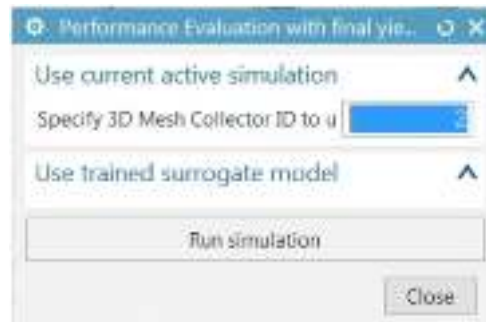 Performance Evaluation with final yie...
Use current active simulation
Specify 3D Mesh Collector ID to u
2
Use trained surrogate model
Run simulation
Close